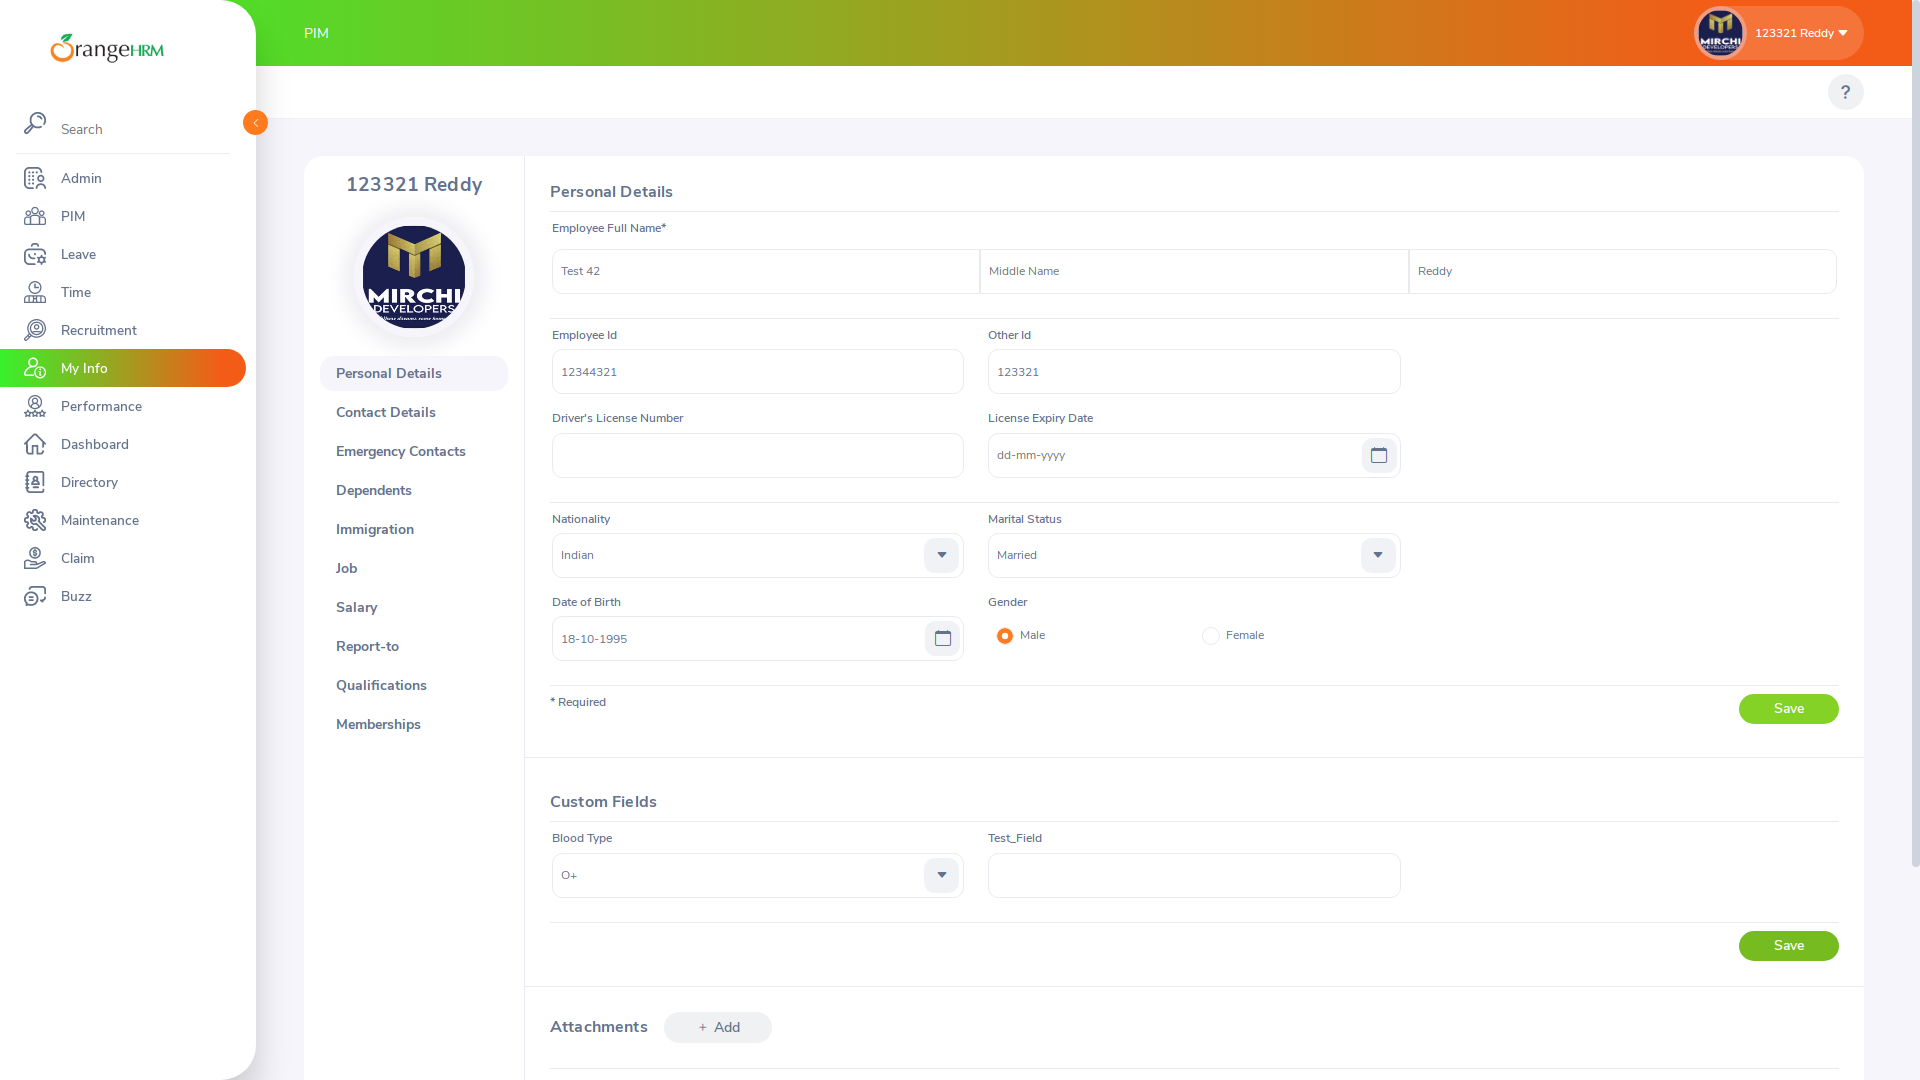 OrangeHRM
PIM
123321 Reddy
?
Search
Admin
PIM
Leave
Time
Recruitment
My Info
Performance
Dashboard
Directory
Maintenance
Claim
Buzz
123321 Reddy
MIRCHI
DEVELOPERS
Personal Details
Contact Details
Emergency Contacts
Dependents
Immigration
Job
Salary
Report-to
Qualifications
Memberships
Personal Details
Employee Full Name*
Test 42 Middle Name Reddy
Employee Id Other Id
12344321 123321
Driver's License Number License Expiry Date
dd-mm-yyyy
Nationality Marital Status
Indian Married
Date of Birth Gender
18-10-1995 Male Female
* Required Save
Custom Fields
Blood Type Test_Field
O+
Save
Attachments + Add